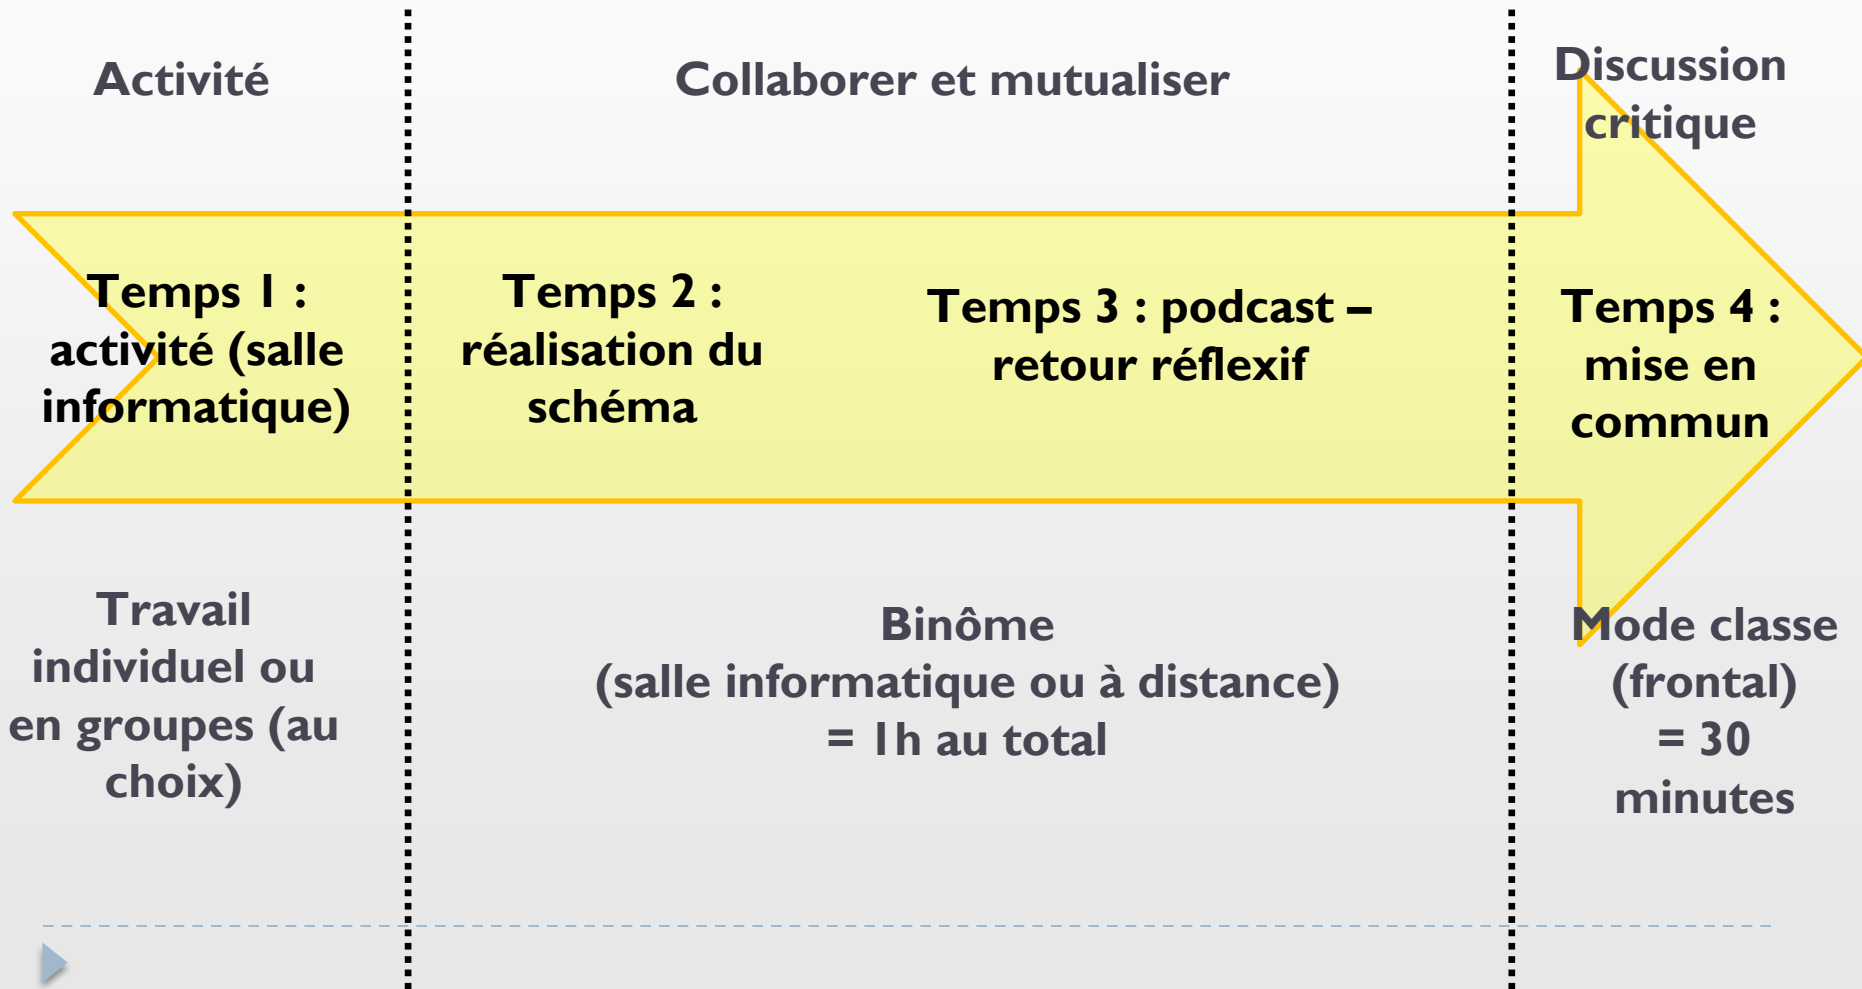 Activité
Collaborer et mutualiser
Discussion
critique
Temps 1 :
activité (salle
informatique)
Temps 2 :
réalisation du
schéma
Temps 3 : podcast –
retour réflexif
Temps 4 :
mise en
commun
Travail
individuel ou
en groupes (au
choix)
Binôme
(salle informatique ou à distance)
= 1h au total
Mode classe
(frontal)
= 30
minutes